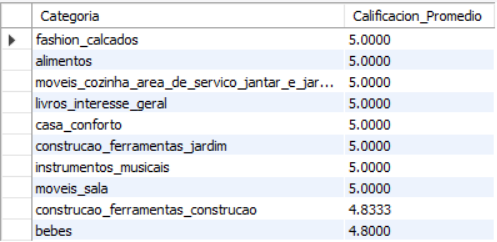 Categoria Calificacion_Promedio
fashion_calcados 5.0000
alimentos 5.0000
moveis_cozinha_area_de_servico_jantar_e_jar... 5.0000
livros_interesse_geral 5.0000
casa_conforto 5.0000
construcao_ferramentas_jardim 5.0000
instrumentos_musicais 5.0000
moveis_sala 5.0000
construcao_ferramentas_construcao 4.8333
bebes 4.8000